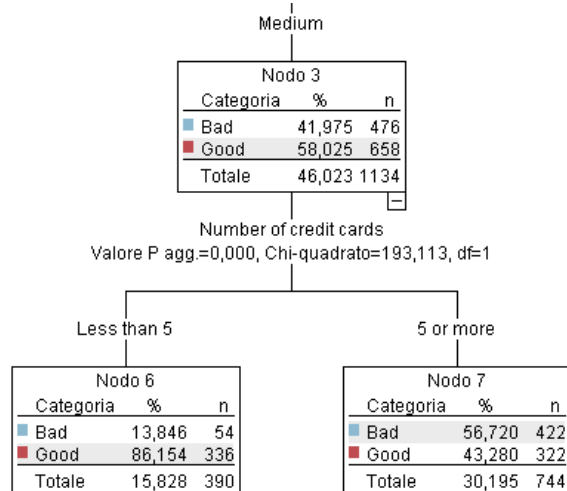 Medium
Nodo 3
Categoria % n
Bad 41,975 476
Good 58,025 658
Totale 46,023 1134
Number of credit cards
Valore P agg.=0,000, Chi-quadrato=193,113, df=1
Less than 5
5 or more
Nodo 6
Categoria % n
Bad 13,846 54
Good 86,154 336
Totale 15,828 390
Nodo 7
Categoria % n
Bad 56,720 422
Good 43,280 322
Totale 30,195 744